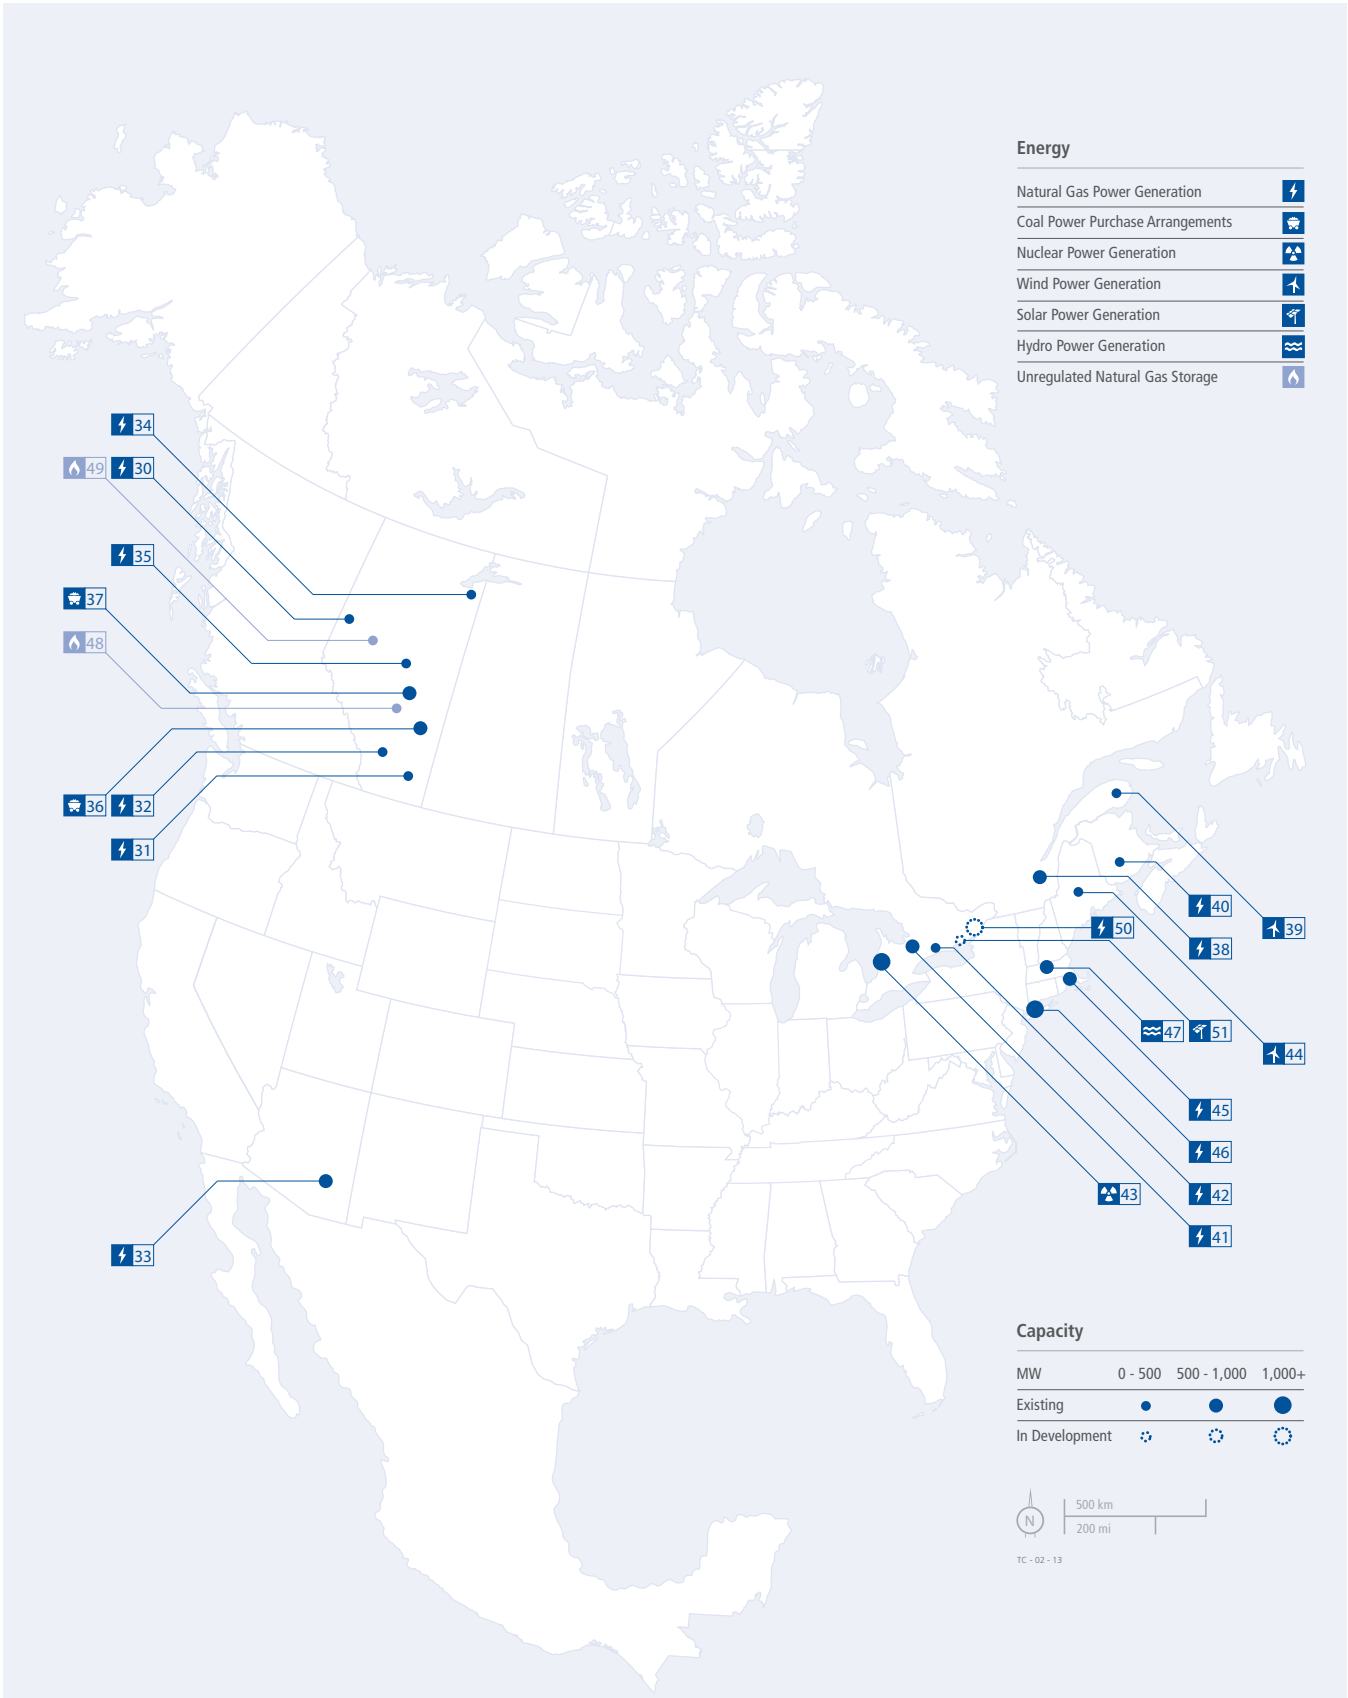 Energy
Natural Gas Power Generation
Coal Power Purchase Arrangements
Nuclear Power Generation
Wind Power Generation
Solar Power Generation
Hydro Power Generation
Unregulated Natural Gas Storage
34
49 30
35
37
48
36 32
31
40
39
50
38
47 51
44
45
46
43 42
41
33
Capacity
MW 0 - 500 500 - 1,000 1,000+
Existing
In Development
N
500 km
200 mi
TC - 02 - 13